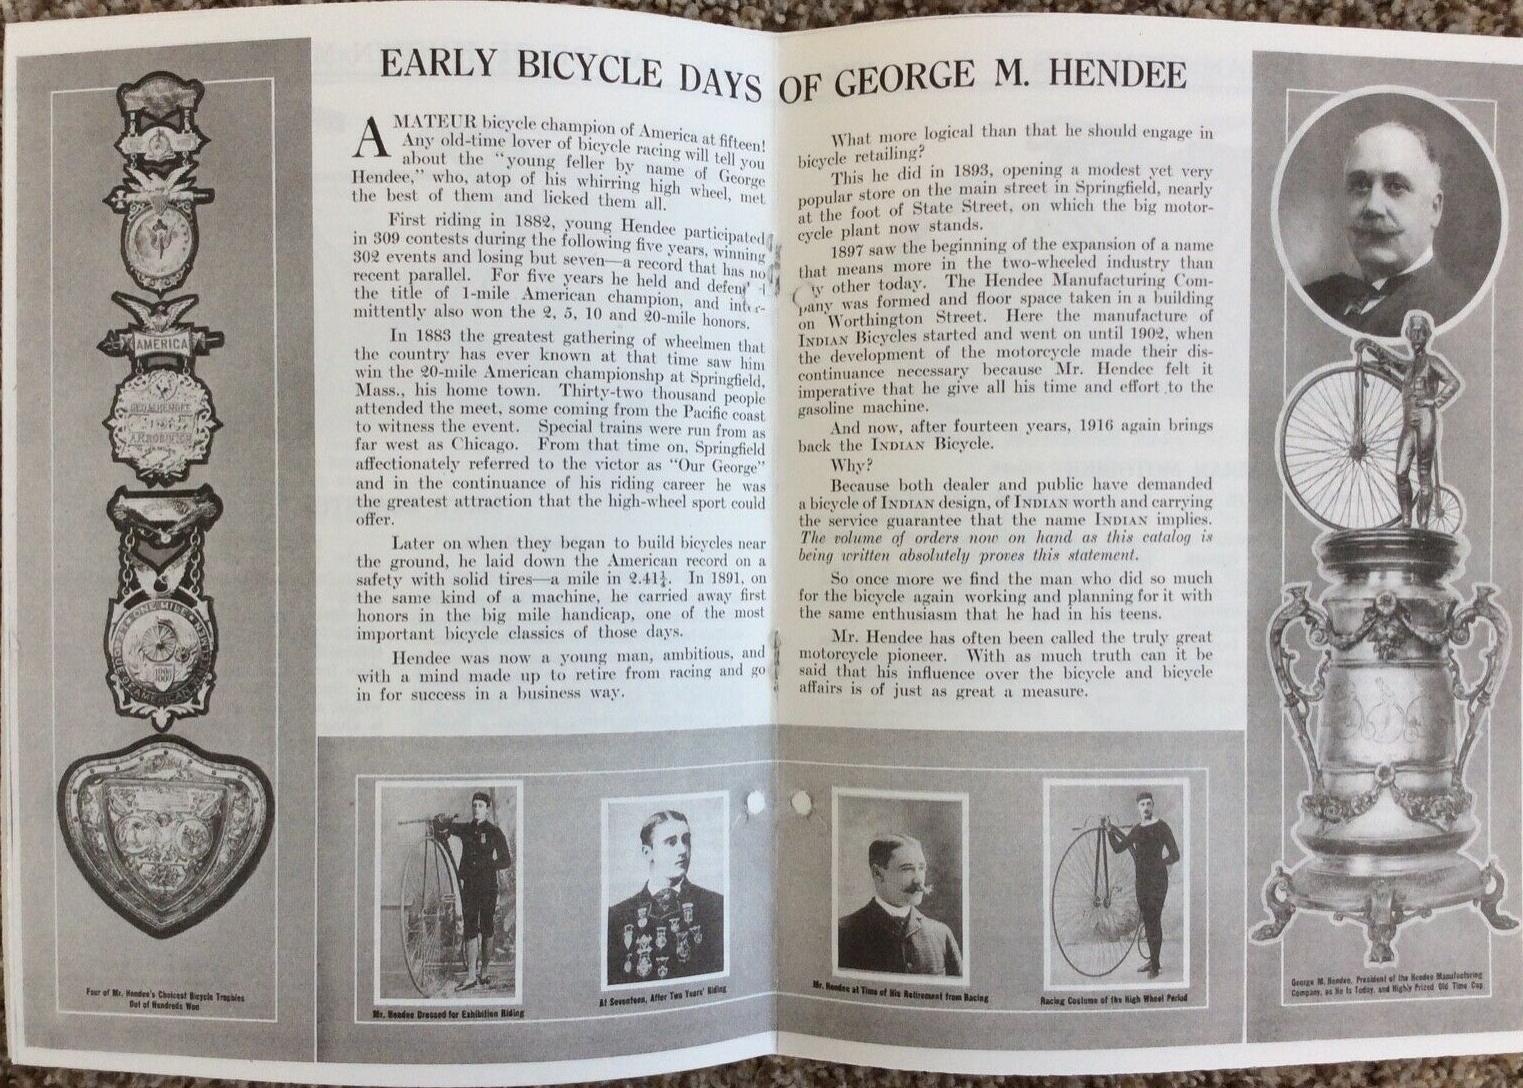 EARLY BICYCLE DAYS OF GEORGE M. HENDEE
AMATEUR bicycle champion of America at fifteen!
Any old-time lover of bicycle racing will tell you
about the "young feller by name of George
Hendee," who, atop of his whirring high wheel, met
the best of them and licked them all.
First riding in 1882, young Hendee participated
in 309 contests during the following five years, winning
302 events and losing but seven—a record that has no
recent parallel. For five years he held and
the title of 1-mile American champion, and inter-
mittently also won the 2, 5, 10 and 20-mile honors.
In 1883 the greatest gathering of wheelmen that
the country has ever known at that time saw him
win the 20-mile American championshp at Springfield,
Mass., his home town. Thirty-two thousand people
attended the meet, some coming from the Pacific coast
to witness the event. Special trains were run from as
far west as Chicago. From that time on, Springfield
affectionately referred to the victor as "Our George"
and in the continuance of his riding career he was
the greatest attraction that the high-wheel sport could
offer.
Later on when they began to build bicycles near
the ground, he laid down the American record on a
safety with solid tires—a mile in 2.41¼. In 1891, on
the same kind of a machine, he carried away first
honors in the big mile handicap, one of the most
important bicycle classics of those days.
Hendee was now a young man, ambitious, and
with a mind made up to retire from racing and go
in for success in a business way.
What more logical than that he should engage in
bicycle retailing?
This he did in 1893, opening a modest yet very
popular store on the main street in Springfield, nearly
at the foot of State Street, on which the big motor-
cycle plant now stands.
1897 saw the beginning of the expansion of a name
that means more in the two-wheeled industry than
other today. The Hendee Manufacturing Com-
pany was formed and floor space taken in a building
on Worthington Street. Here the manufacture of
INDIAN Bicycles started and went on until 1902, when
the development of the motorcycle made their dis-
continuance necessary because Mr. Hendee felt it
imperative that he give all his time and effort to the
gasoline machine.
And now, after fourteen years, 1916 again brings
back the INDIAN Bicycle.
Why?
Because both dealer and public have demanded
a bicycle of INDIAN design, of INDIAN worth and carrying
the service guarantee that the name INDIAN implies.
The volume of orders now on hand as this catalog is
being written absolutely proves this statement.
So once more we find the man who did so much
for the bicycle again working and planning for it with
the same enthusiasm that he had in his teens.
Mr. Hendee has often been called the truly great
motorcycle pioneer. With as much truth can it be
said that his influence over the bicycle and bicycle
affairs is of just as great a measure.
AMERICA
ONE MILE
1886
Four of Mr. Hendee's Choicest Bicycle Trophies
Out of Hundreds Won
Mr. Hendee Dressed for Exhibition Riding
At Seventeen, After Two Years' Riding
Mr. Hendee at Time of His Retirement from Racing
Racing Costume of the High Wheel Period
George M. Hendee, President of the Hendee Manufacturing
Company, as He Is Today, and Highly Prized Old Time Cup